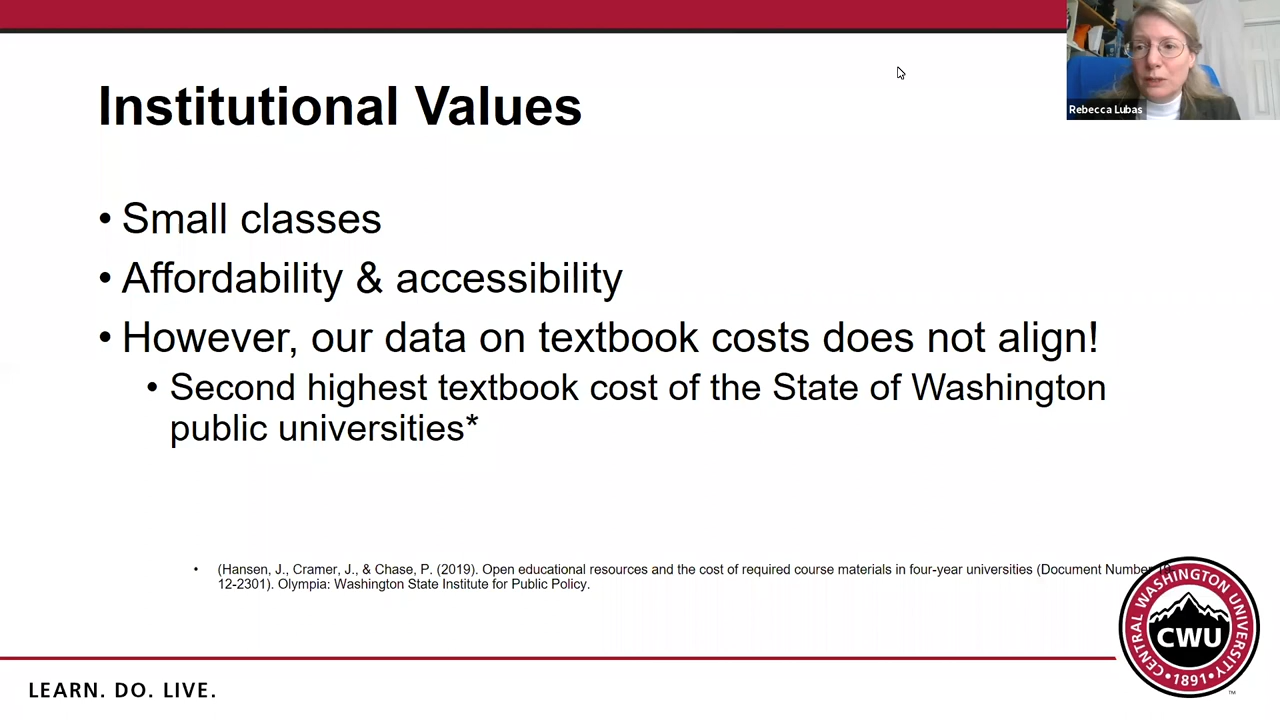 Rebecca Lubas
Institutional Values
• Small classes
• Affordability & accessibility
• However, our data on textbook costs does not align!
• Second highest textbook cost of the State of Washington
public universities*
• (Hansen, J., Cramer, J., & Chase, P. (2019). Open educational resources and the cost of required course materials in four-year universities (Document Number
12-2301). Olympia: Washington State Institute for Public Policy.
CENTRAL WASHINGTON UNIVERSITY
CWU
•1891•
™
LEARN. DO. LIVE.